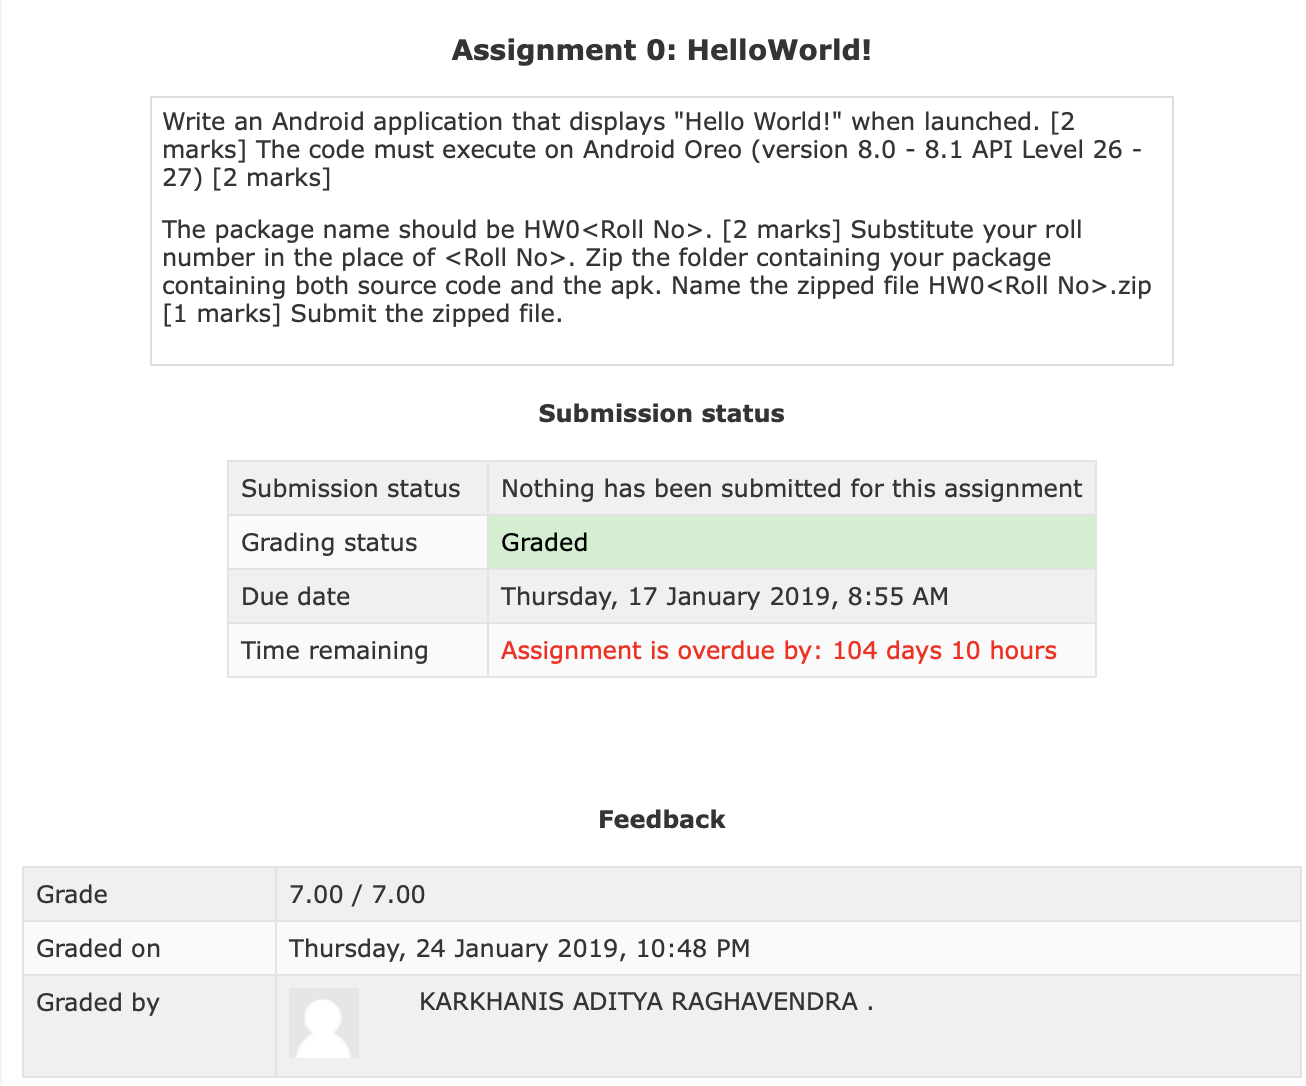 Assignment 0: HelloWorld!
Write an Android application that displays "Hello World!" when launched. [2
marks] The code must execute on Android Oreo (version 8.0 - 8.1 API Level 26 -
27) [2 marks]
The package name should be HW0<Roll No>. [2 marks] Substitute your roll
number in the place of <Roll No>. Zip the folder containing your package
containing both source code and the apk. Name the zipped file HW0<Roll No>.zip
[1 marks] Submit the zipped file.
Submission status
Submission status Nothing has been submitted for this assignment
Grading status Graded
Due date Thursday, 17 January 2019, 8:55 AM
Time remaining Assignment is overdue by: 104 days 10 hours
Feedback
Grade 7.00 / 7.00
Graded on Thursday, 24 January 2019, 10:48 PM
Graded by KARKHANIS ADITYA RAGHAVENDRA .